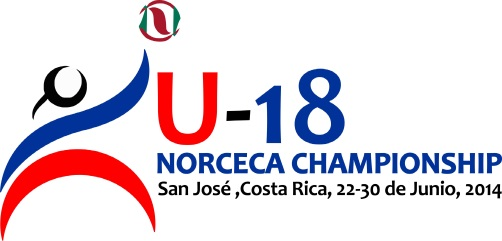 U-18
NORCECA CHAMPIONSHIP
San José ,Costa Rica, 22-30 de Junio, 2014